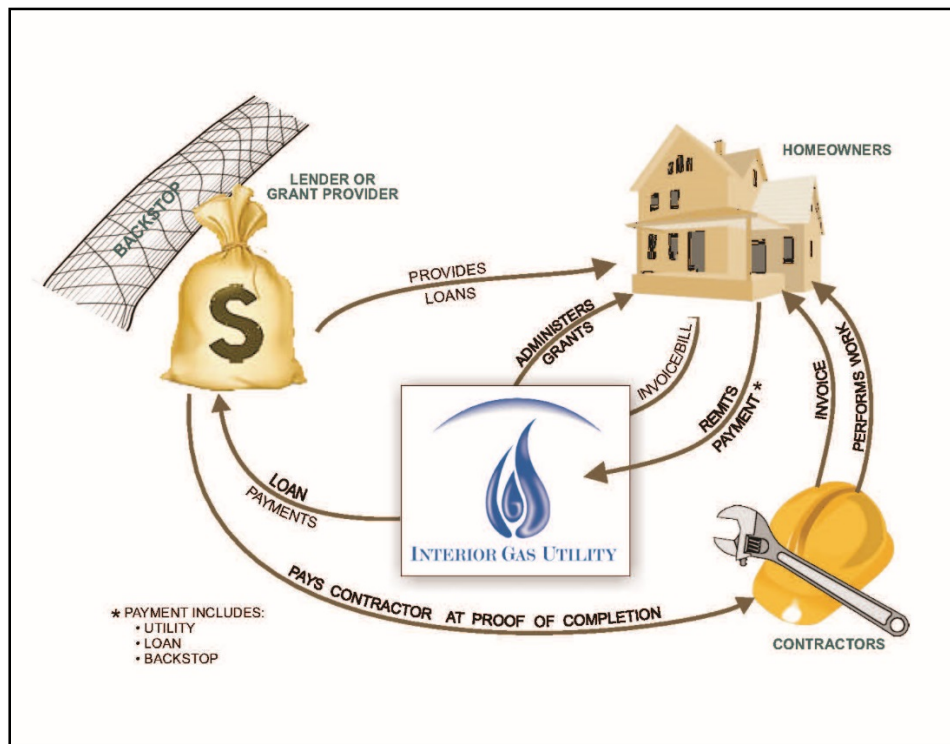 BACKSTOP
LENDER OR
GRANT PROVIDER
HOMEOWNERS
PROVIDES
LOANS
ADMINISTERS
GRANTS
INVOICE/BILL
REMITS
PAYMENT *
INVOICE
PERFORMS WORK
$
LOAN
PAYMENTS
INTERIOR GAS UTILITY
PAYS CONTRACTOR AT PROOF OF COMPLETION
CONTRACTORS
* PAYMENT INCLUDES:
• UTILITY
• LOAN
• BACKSTOP